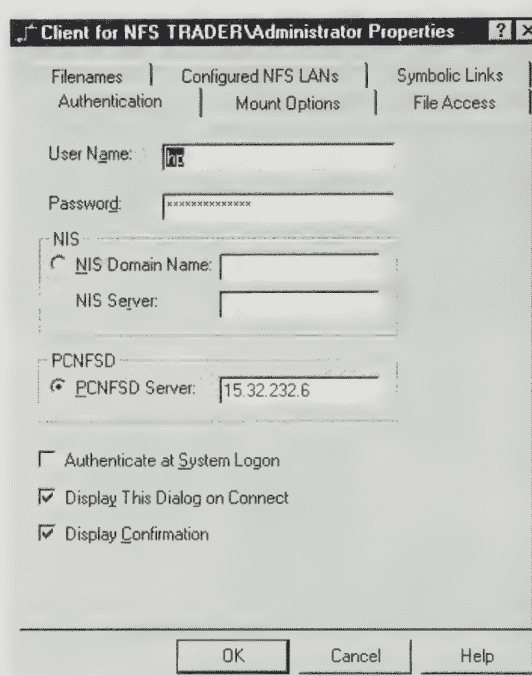 Client for NFS TRADER\Administrator Properties
Filenames Configured NFS LANs Symbolic Links
Authentication Mount Options File Access
User Name: hp
Password: xxxxxxxxxxxxxx
NIS
NIS Domain Name:
NIS Server:
PCNFSD
PCNFSD Server: 15.32.232.6
Authenticate at System Logon
Display This Dialog on Connect
Display Confirmation
OK Cancel Help